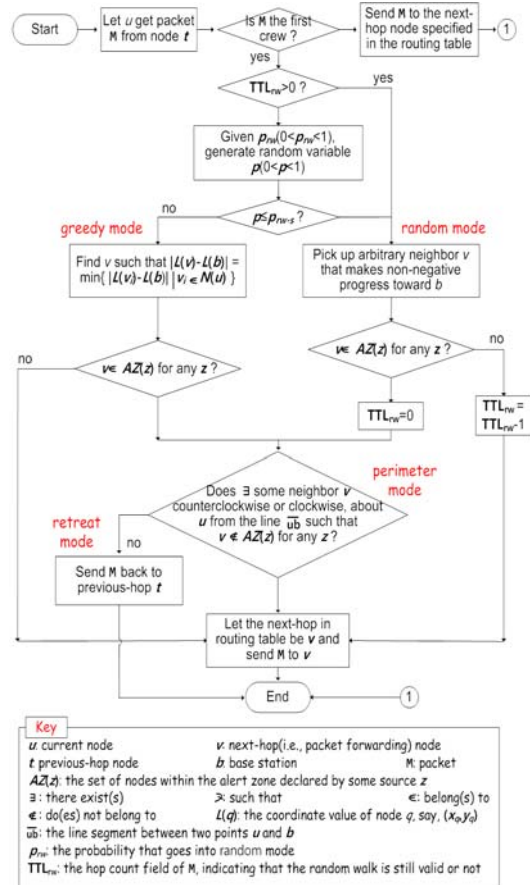 Start
Let u get packet
M from node t
Is M the first
crew ?
Send M to the next-
hop node specified
in the routing table
1
yes
TTLrw>0 ?
yes
Given prw(0<prw<1),
generate random variable
p(0<p<1)
no
p≤prw-s ?
greedy mode
random mode
Find v such that |L(v)-L(b)| =
min{ |L(vi)-L(b)| |vi ∈ N(u) }
Pick up arbitrary neighbor v
that makes non-negative
progress toward b
no
v∈ AZ(z) for any z ?
v∈ AZ(z) for any z ?
no
TTLrw=0
TTLrw =
TTLrw-1
perimeter
mode
Does ∃ some neighbor v
counterclockwise or clockwise, about
u from the line ub such that
v ∉ AZ(z) for any z ?
retreat
mode
no
Send M back to
previous-hop t
Let the next-hop in
routing table be v and
send M to v
End
1
Key
u: current node v: next-hop(i.e., packet forwarding) node
t: previous-hop node b: base station M: packet
AZ(z): the set of nodes within the alert zone declared by some source z
∃ : there exist(s) ∋: such that ∈: belong(s) to
∉ : do(es) not belong to L(q): the coordinate value of node q, say, (xq,yq)
ub: the line segment between two points u and b
prw: the probability that goes into random mode
TTLrw: the hop count field of M, indicating that the random walk is still valid or not